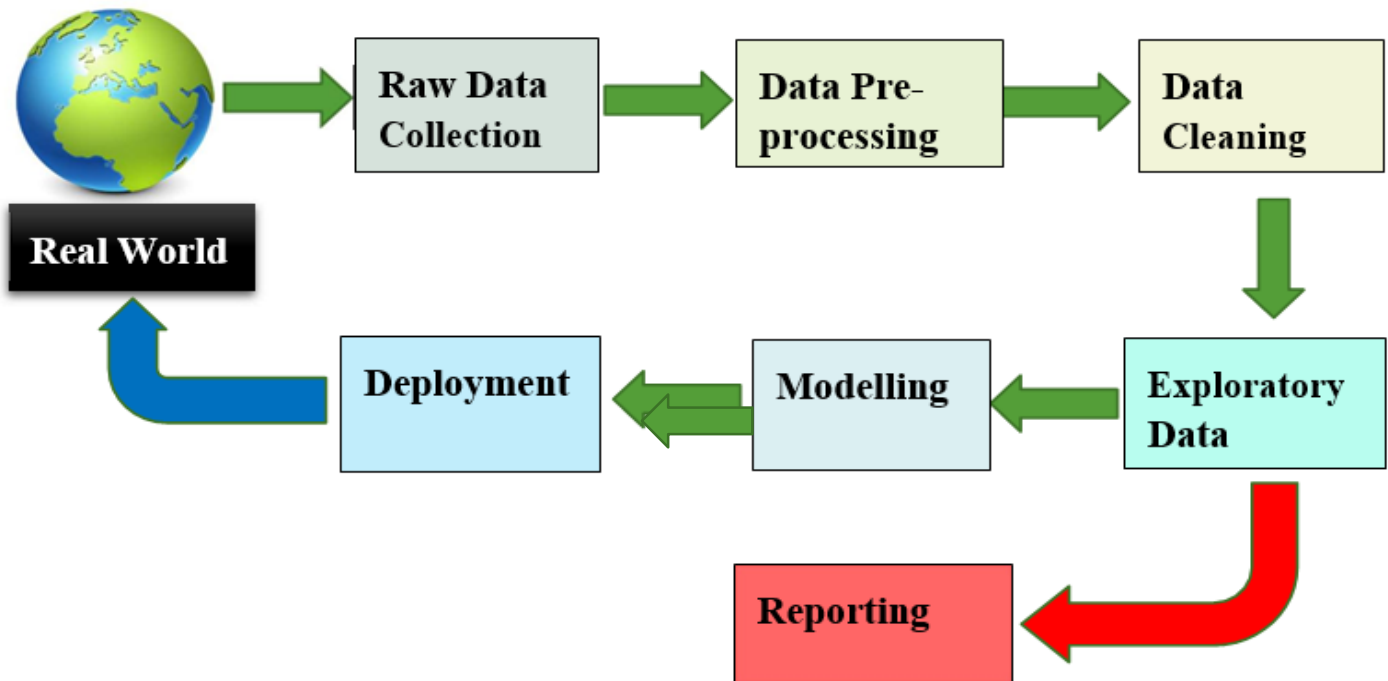 Raw Data
Collection
Data Pre-
processing
Data
Cleaning
Real World
Deployment
Modelling
Exploratory
Data
Reporting